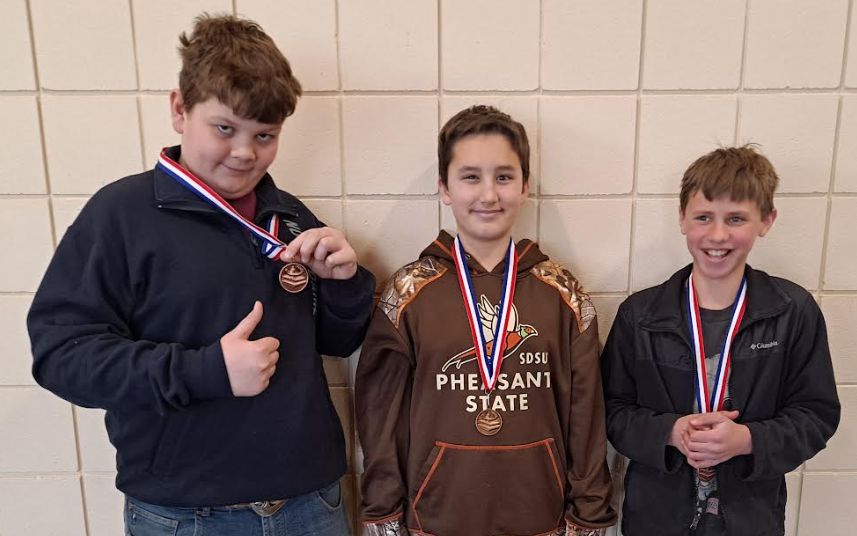 SDSU
PHEASANT
STATE
Columbia